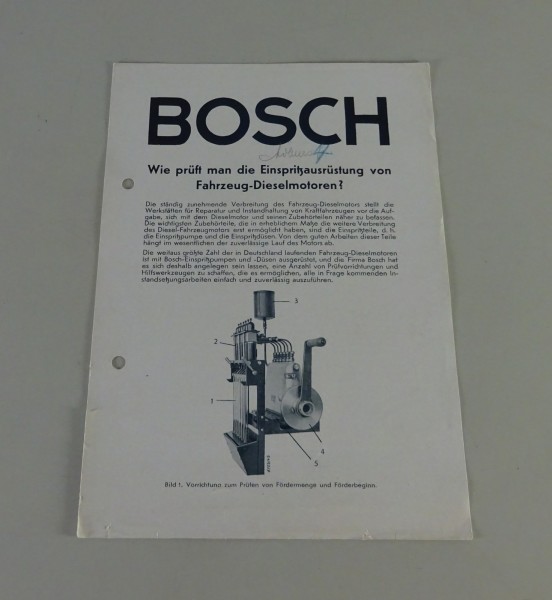 BOSCH
Wie prüft man die Einspritzausrüstung von
Fahrzeug-Dieselmotoren?
Die ständig zunehmende Verbreitung des Fahrzeug-Dieselmotors stellt die
Werkstätten für Reparatur und Instandhaltung von Kraftfahrzeugen vor die Auf-
gabe, sich mit dem Dieselmotor und seinen Zubehörteilen näher zu befassen.
Die wichtigsten Zubehörteile, die in erheblichem Maße die weitere Verbreitung
des Diesel-Fahrzeugmotors erst ermöglicht haben, sind die Einspritzteile, d. h.
die Einspritzpumpe und die Einspritzdüsen. Von dem guten Arbeiten dieser Teile
hängt im wesentlichen der zuverlässige Lauf des Motors ab.
Die weitaus größte Zahl der in Deutschland laufenden Fahrzeug-Dieselmotoren
ist mit Bosch-Einspritzpumpen und -Düsen ausgerüstet, und die Firma Bosch hat
es sich deshalb angelegen sein lassen, eine Anzahl von Prüfvorrichtungen und
Hilfswerkzeugen zu schaffen, die es ermöglichen, alle in Frage kommenden In-
standsetzungsarbeiten einfach und zuverlässig auszuführen.
3
2
1
4
5
Bild 1. Vorrichtung zum Prüfen von Fördermenge und Förderbeginn.